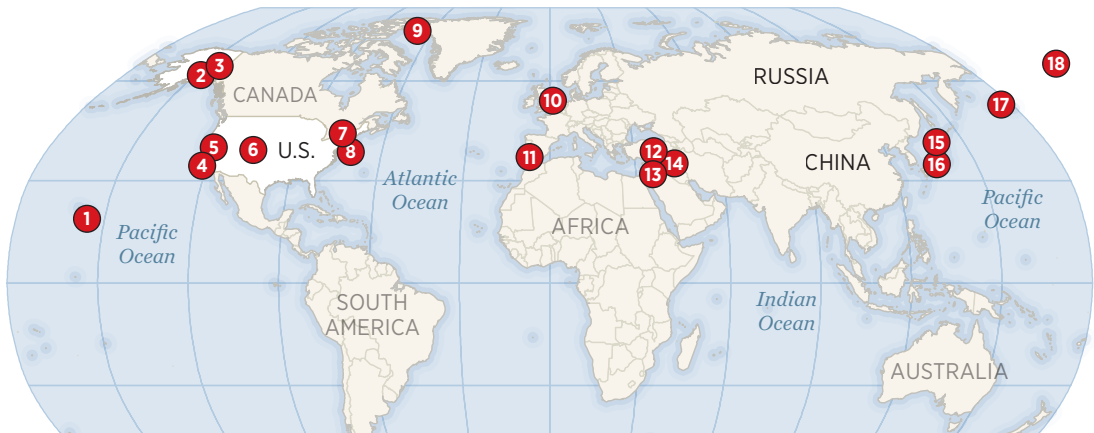 9
18
3
2
RUSSIA
CANADA
10
17
7
15
5
6
U.S.
8
12
4
11
14
CHINA
16
13
Atlantic
Ocean
1
Pacific
Ocean
AFRICA
Pacific
Ocean
SOUTH
AMERICA
Indian
Ocean
AUSTRALIA